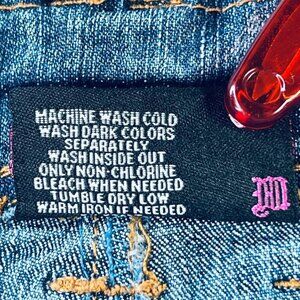 MACHINE WASH COLD
WASH DARK COLORS
SEPARATELY
WASH INSIDE OUT
ONLY NON-CHLORINE
BLEACH WHEN NEEDED
TUMBLE DRY LOW
WARM IRON IF NEEDED